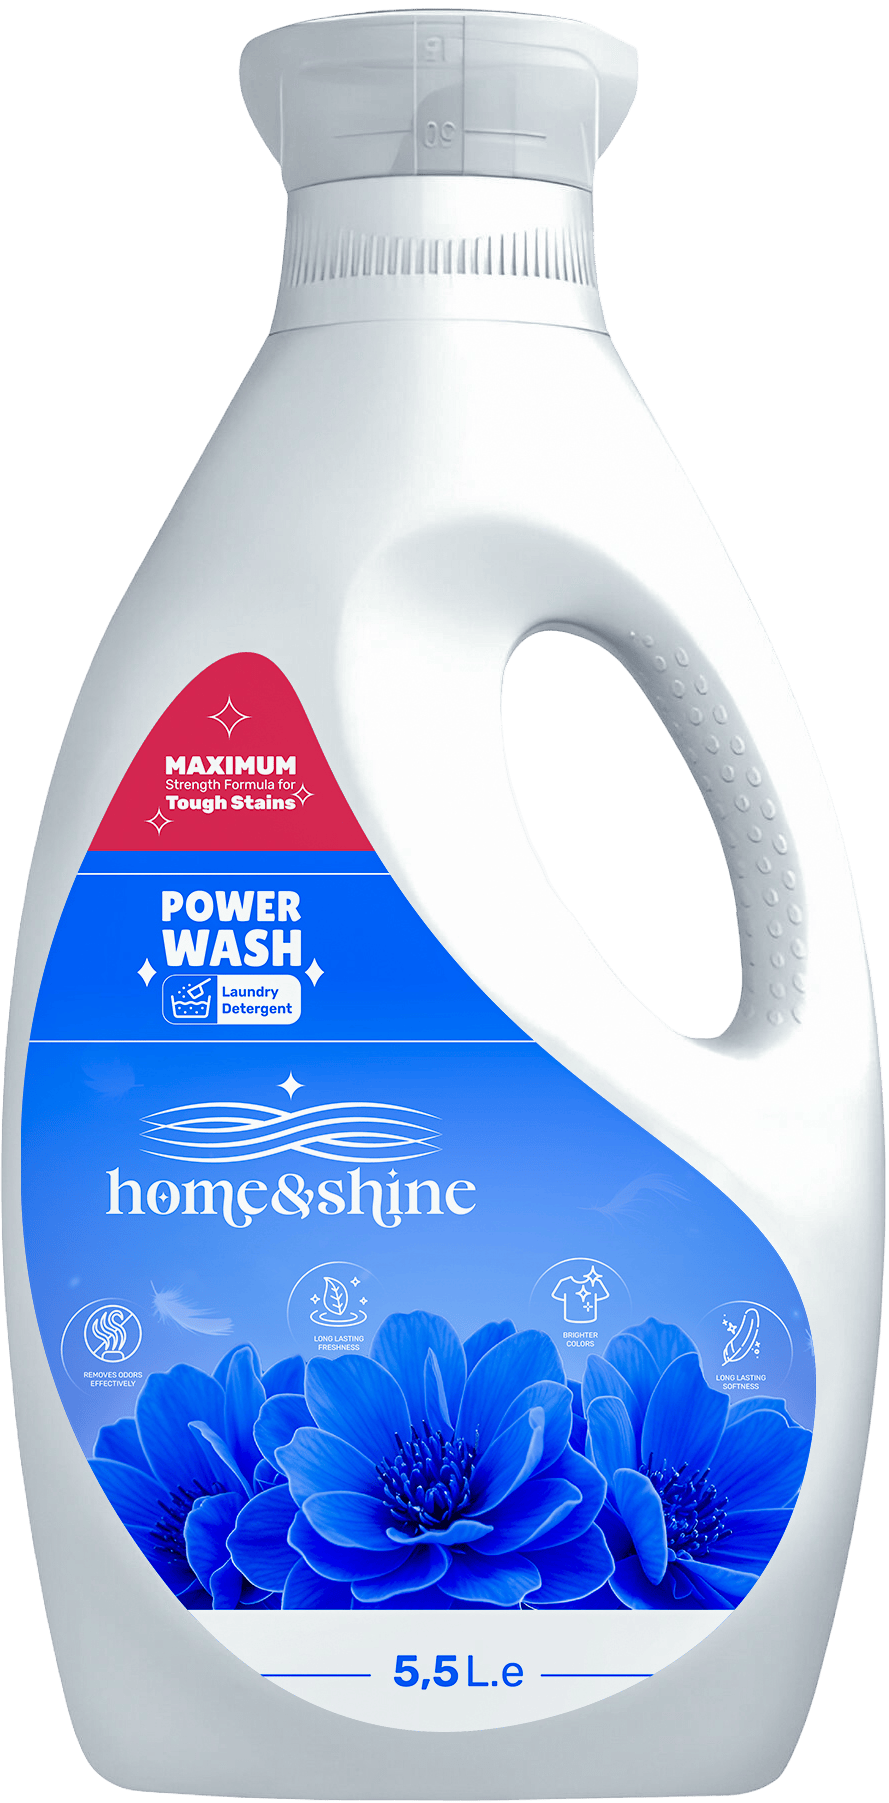 MAXIMUM
Strength Formula for
Tough Stains
POWER
WASH
Laundry
Detergent
home&shine
LONG LASTING
FRESHNESS
BRIGHTER
COLORS
REMOVES ODORS
EFFECTIVELY
LONG LASTING
SOFTNESS
5,5 L.e